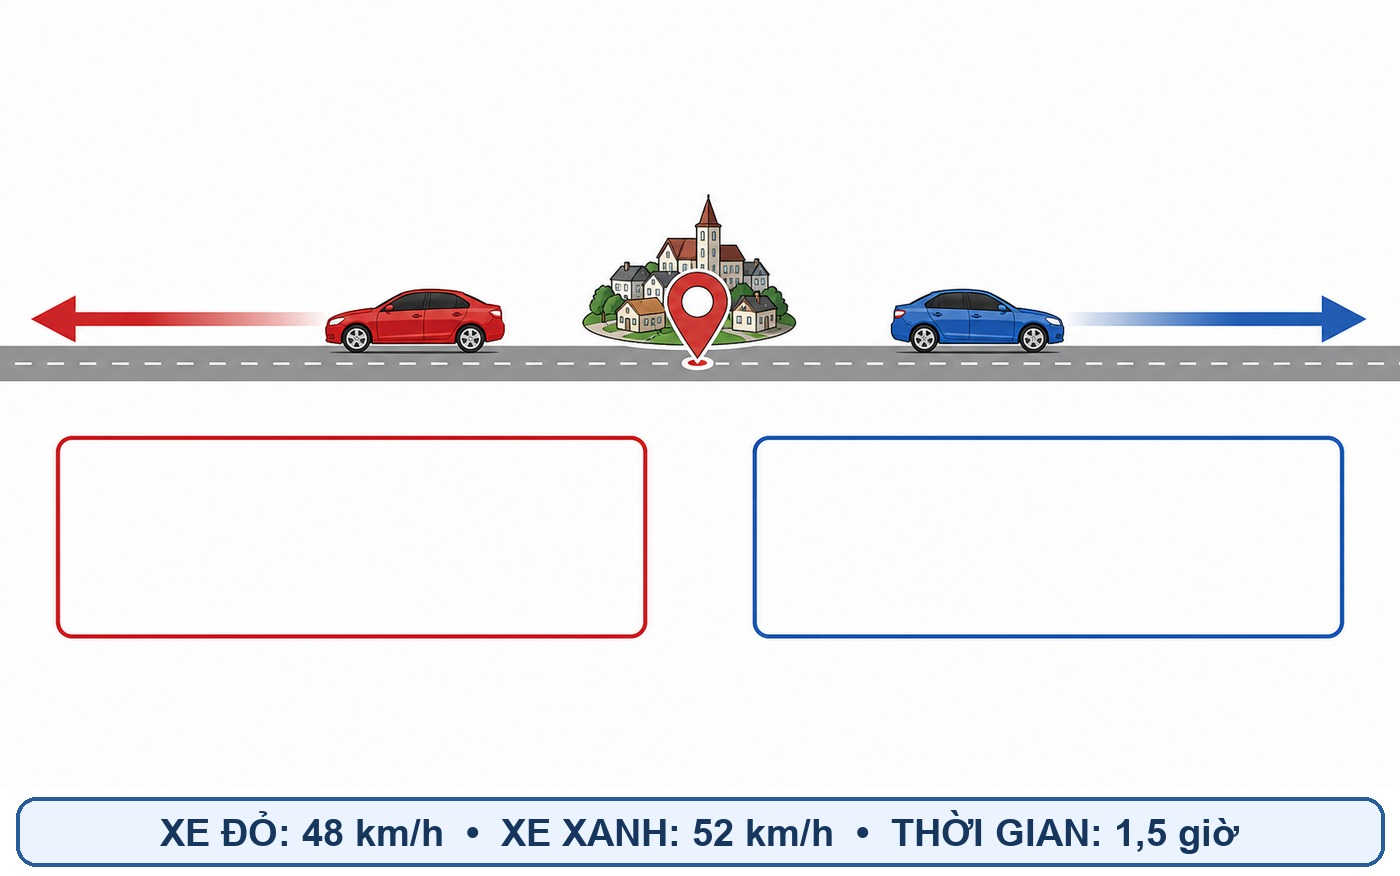 XE ĐỎ: 48 km/h • XE XANH: 52 km/h • THỜI GIAN: 1,5 giờ